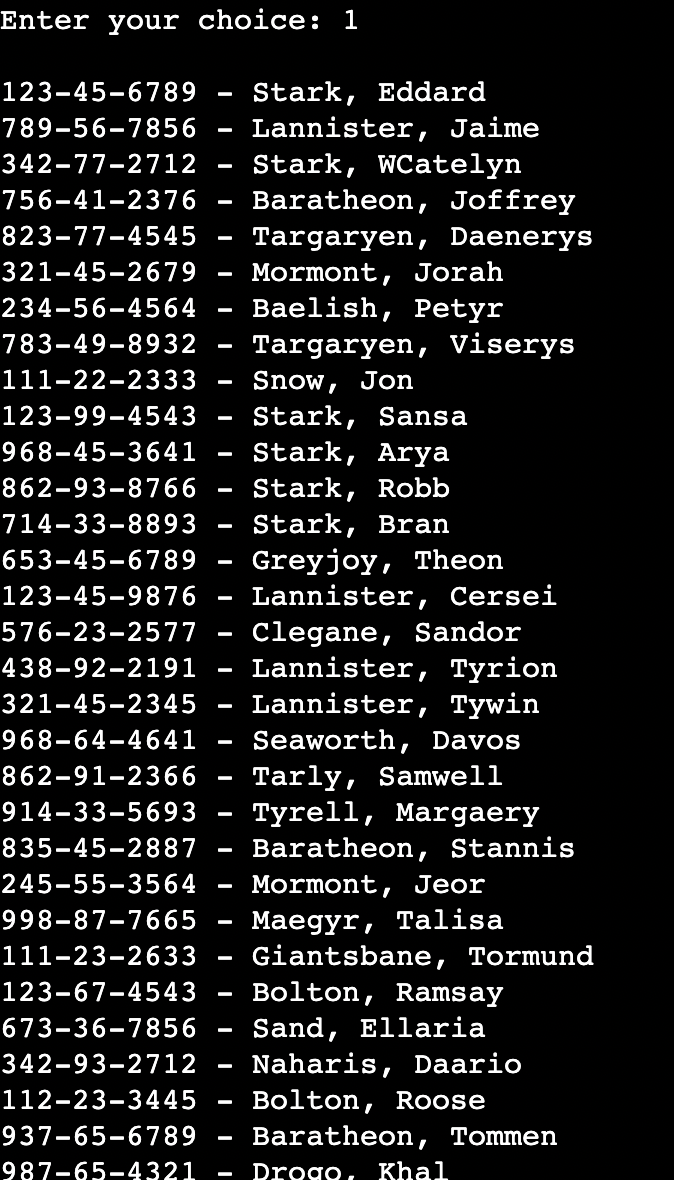 Enter your choice: 1
123-45-6789 - Stark, Eddard
789-56-7856 - Lannister, Jaime
342-77-2712 - Stark, WCatelyn
756-41-2376 - Baratheon, Joffrey
823-77-4545 - Targaryen, Daenerys
321-45-2679 - Mormont, Jorah
234-56-4564 - Baelish, Petyr
783-49-8932 - Targaryen, Viserys
111-22-2333 - Snow, Jon
123-99-4543 - Stark, Sansa
968-45-3641 - Stark, Arya
862-93-8766 - Stark, Robb
714-33-8893 - Stark, Bran
653-45-6789 - Greyjoy, Theon
123-45-9876 - Lannister, Cersei
576-23-2577 - Clegane, Sandor
438-92-2191 - Lannister, Tyrion
321-45-2345 - Lannister, Tywin
968-64-4641 - Seaworth, Davos
862-91-2366 - Tarly, Samwell
914-33-5693 - Tyrell, Margaery
835-45-2887 - Baratheon, Stannis
245-55-3564 - Mormont, Jeor
998-87-7665 - Maegyr, Talisa
111-23-2633 - Giantsbane, Tormund
123-67-4543 - Bolton, Ramsay
673-36-7856 - Sand, Ellaria
342-93-2712 - Naharis, Daario
112-23-3445 - Bolton, Roose
937-65-6789 - Baratheon, Tommen
987-65-4321 - Drogo, Khal